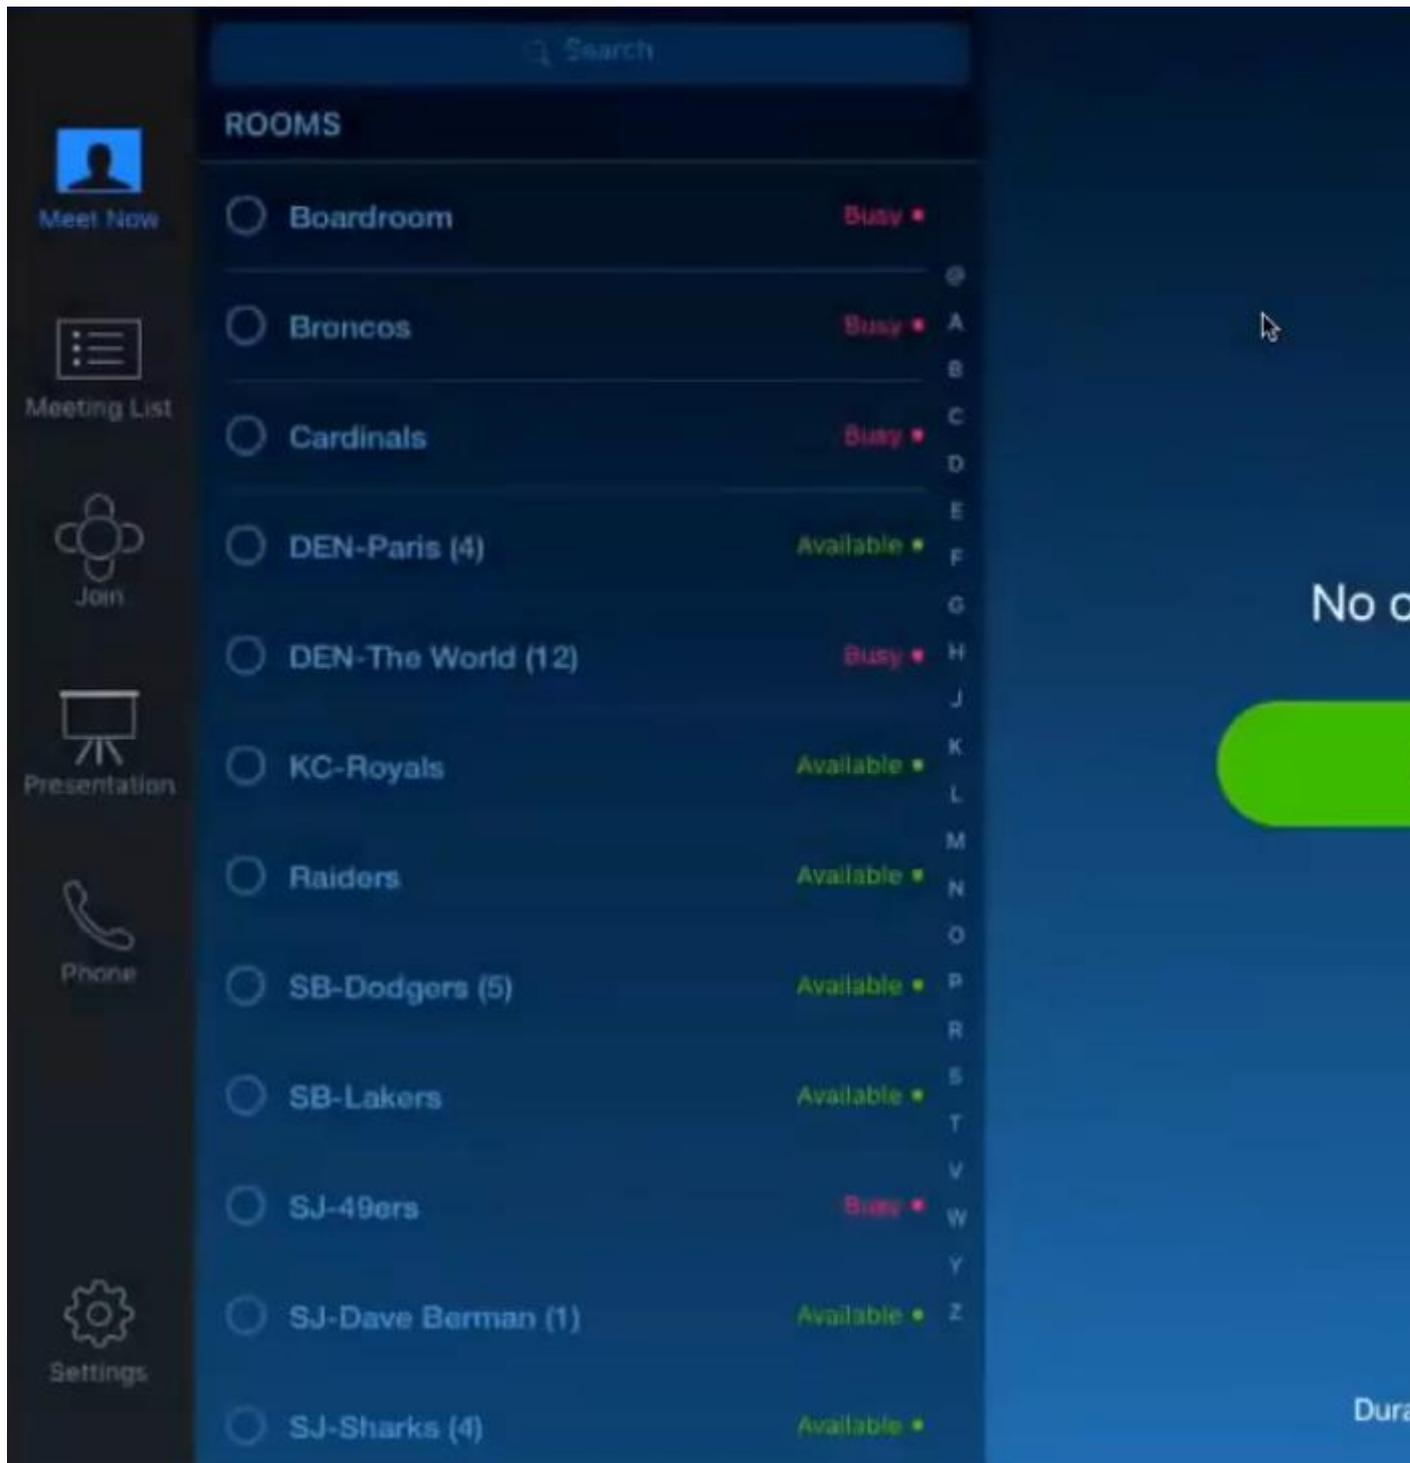 Search
ROOMS
Meet Now
Meeting List
Join
Presentation
Phone
Settings
Boardroom Busy
Broncos Busy
Cardinals Busy
DEN-Paris (4) Available
DEN-The World (12) Busy
KC-Royals Available
Raiders Available
SB-Dodgers (5) Available
SB-Lakers Available
SJ-49ers Busy
SJ-Dave Berman (1) Available
SJ-Sharks (4) Available
@
A
B
C
D
E
F
G
H
J
K
L
M
N
O
P
R
S
T
V
W
Y
Z
No